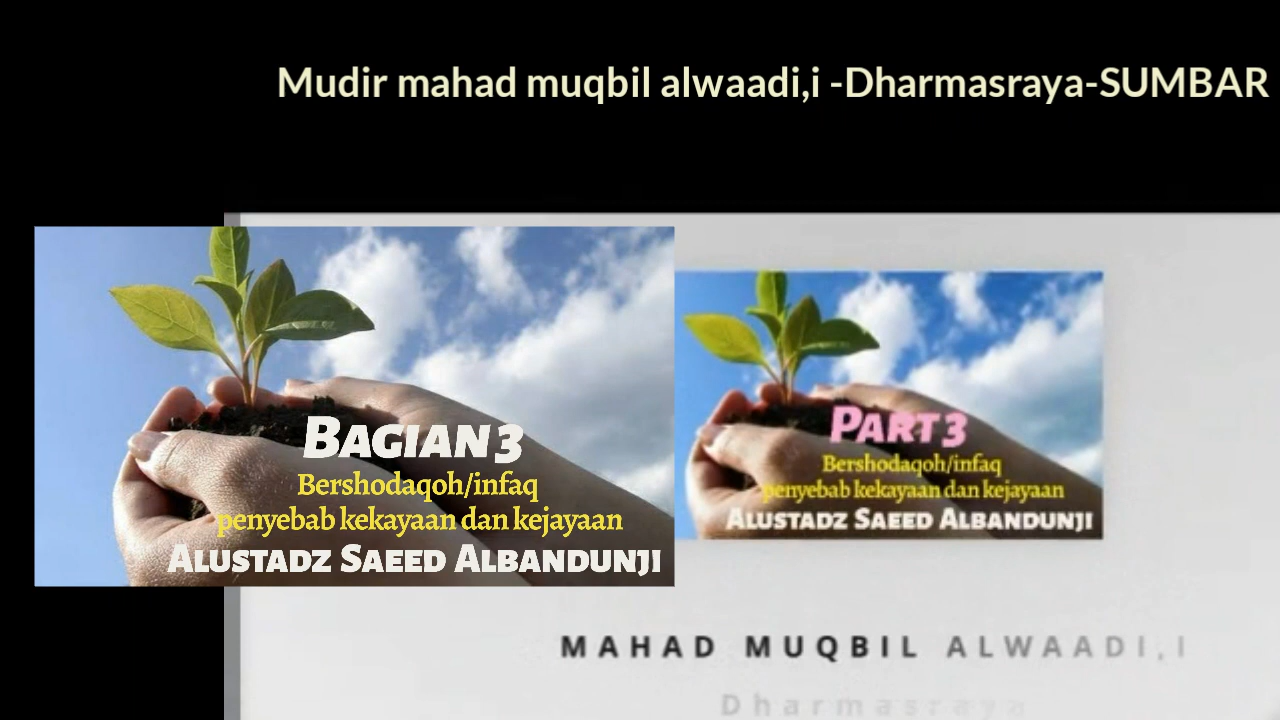 Mudir mahad muqbil alwaadi,i -Dharmasraya-SUMBAR
BAGIAN 3
Bershodaqoh/infaq
penyebab kekayaan dan kejayaan
ALUSTADZ SAEED ALBANDUNJI
PART 3
Bershodaqoh/infaq
penyebab kekayaan dan kejayaan
ALUSTADZ SAEED ALBANDUNJI
MAHAD MUQBIL ALWAADI,I
Dharmasraya